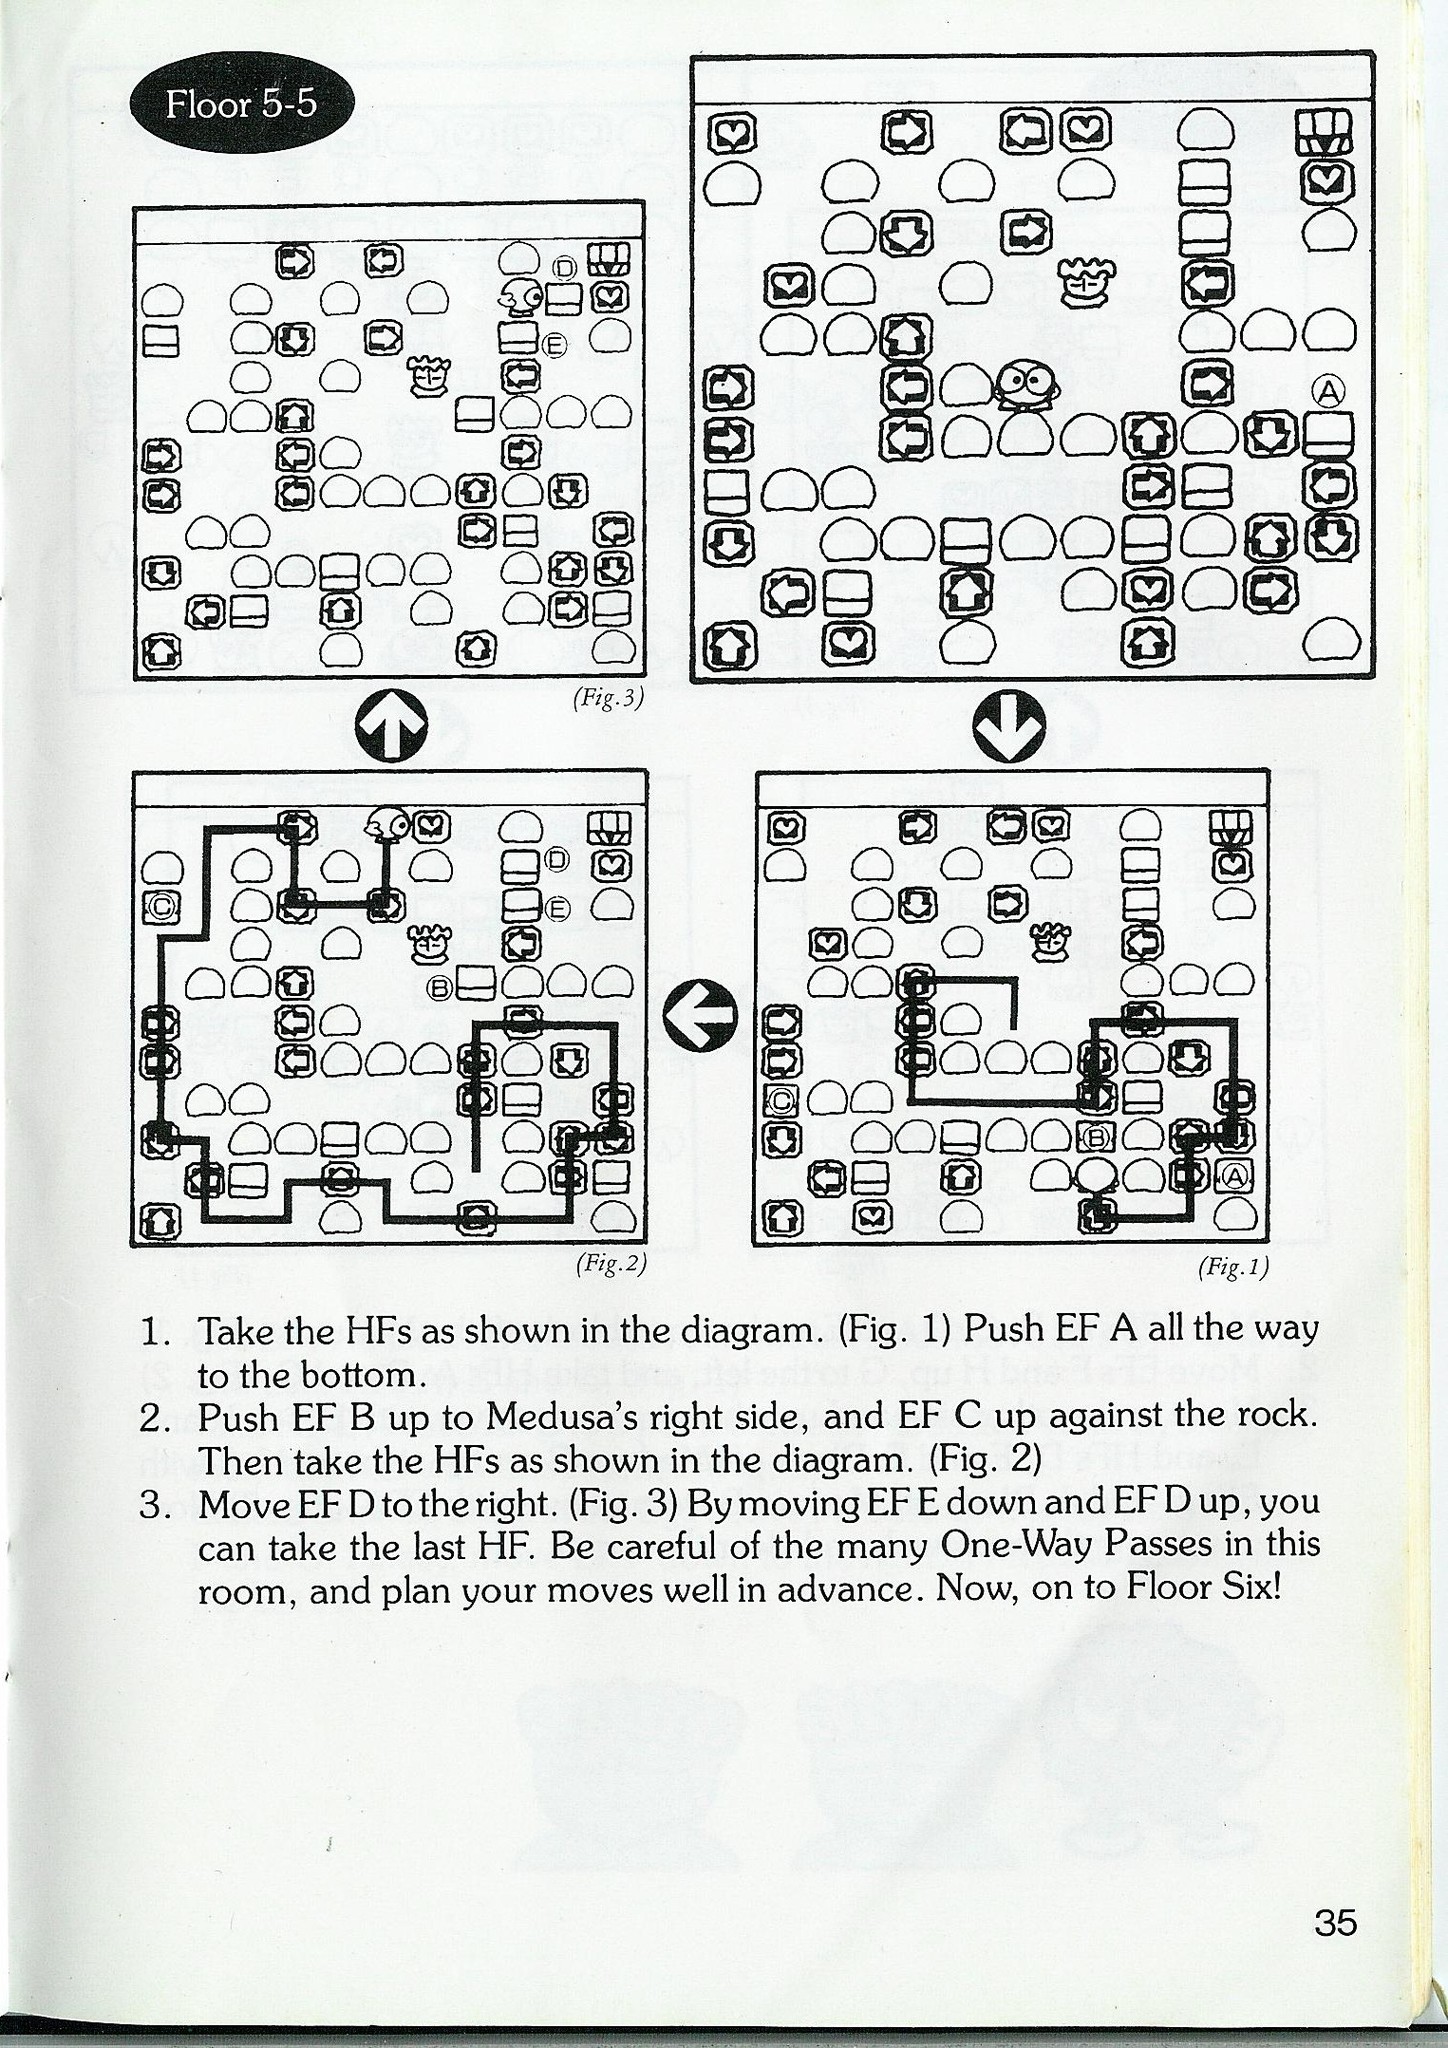 Floor 5-5
A
D
E
(Fig.3)
C
D
E
B
(Fig.2)
C
B
A
(Fig.1)
1. Take the HFs as shown in the diagram. (Fig. 1) Push EF A all the way
to the bottom.
2. Push EF B up to Medusa's right side, and EF C up against the rock.
Then take the HFs as shown in the diagram. (Fig. 2)
3. Move EF D to the right. (Fig. 3) By moving EF E down and EF D up, you
can take the last HF. Be careful of the many One-Way Passes in this
room, and plan your moves well in advance. Now, on to Floor Six!
35